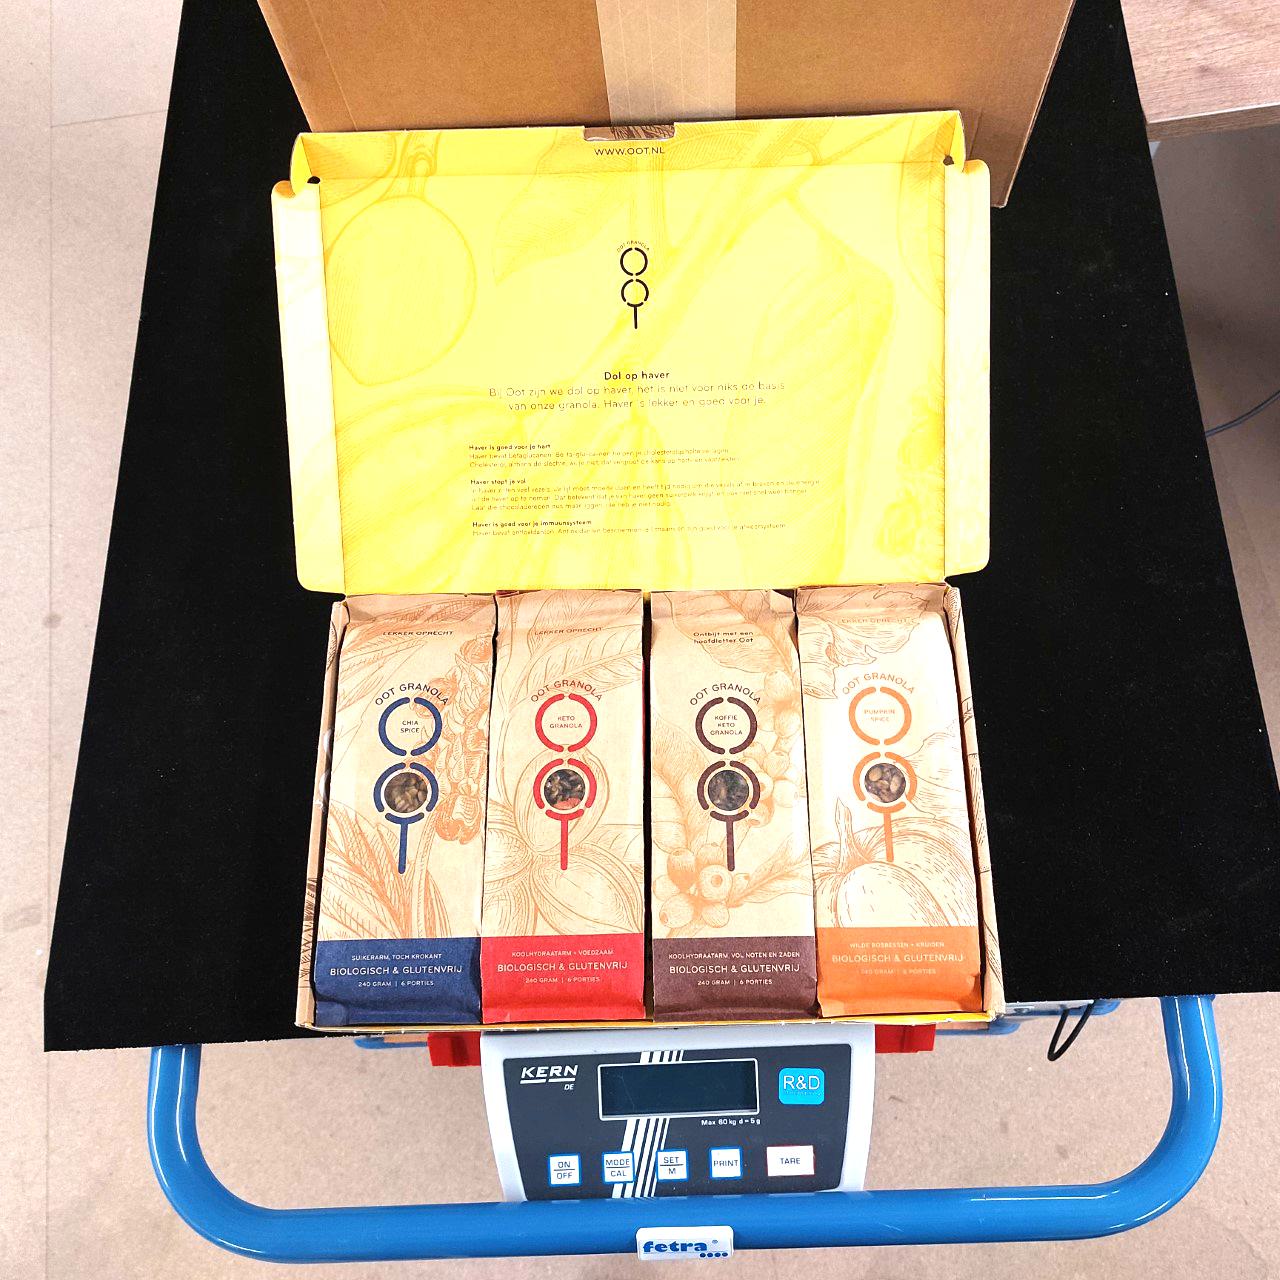 WWW.OOT.NL
OOT GRANOLA
Dol op haver
Bij Oot zijn we dol op haver, het is niet voor niks de basis
van onze granola. Haver is lekker en goed voor je.
Haver is goed voor je hart
Haver stopt je vol
Haver is goed voor je immuunsysteem
LEKKER OPRECHT
OOT GRANOLA
CHIA
SPICE
SUIKERARM, TOCH KROKANT
BIOLOGISCH & GLUTENVRIJ
240 GRAM | 6 PORTIES
LEKKER OPRECHT
OOT GRANOLA
KETO
GRANOLA
KOOLHYDRAATARM + VOEDZAAM
BIOLOGISCH & GLUTENVRIJ
240 GRAM | 6 PORTIES
Ontbijt met een
hoofdletter Oot
OOT GRANOLA
KOFFIE
KETO
GRANOLA
KOOLHYDRAATARM, VOL NOTEN EN ZADEN
BIOLOGISCH & GLUTENVRIJ
240 GRAM | 6 PORTIES
LEKKER OPRECHT
OOT GRANOLA
PUMPKIN
SPICE
WILDE BOSBESSEN + KRUIDEN
BIOLOGISCH & GLUTENVRIJ
240 GRAM | 6 PORTIES
KERN
DE
R&D
Max 60 kg d = 5 g
ON
OFF
MODE
CAL
SET
M
PRINT
TARE
fetra